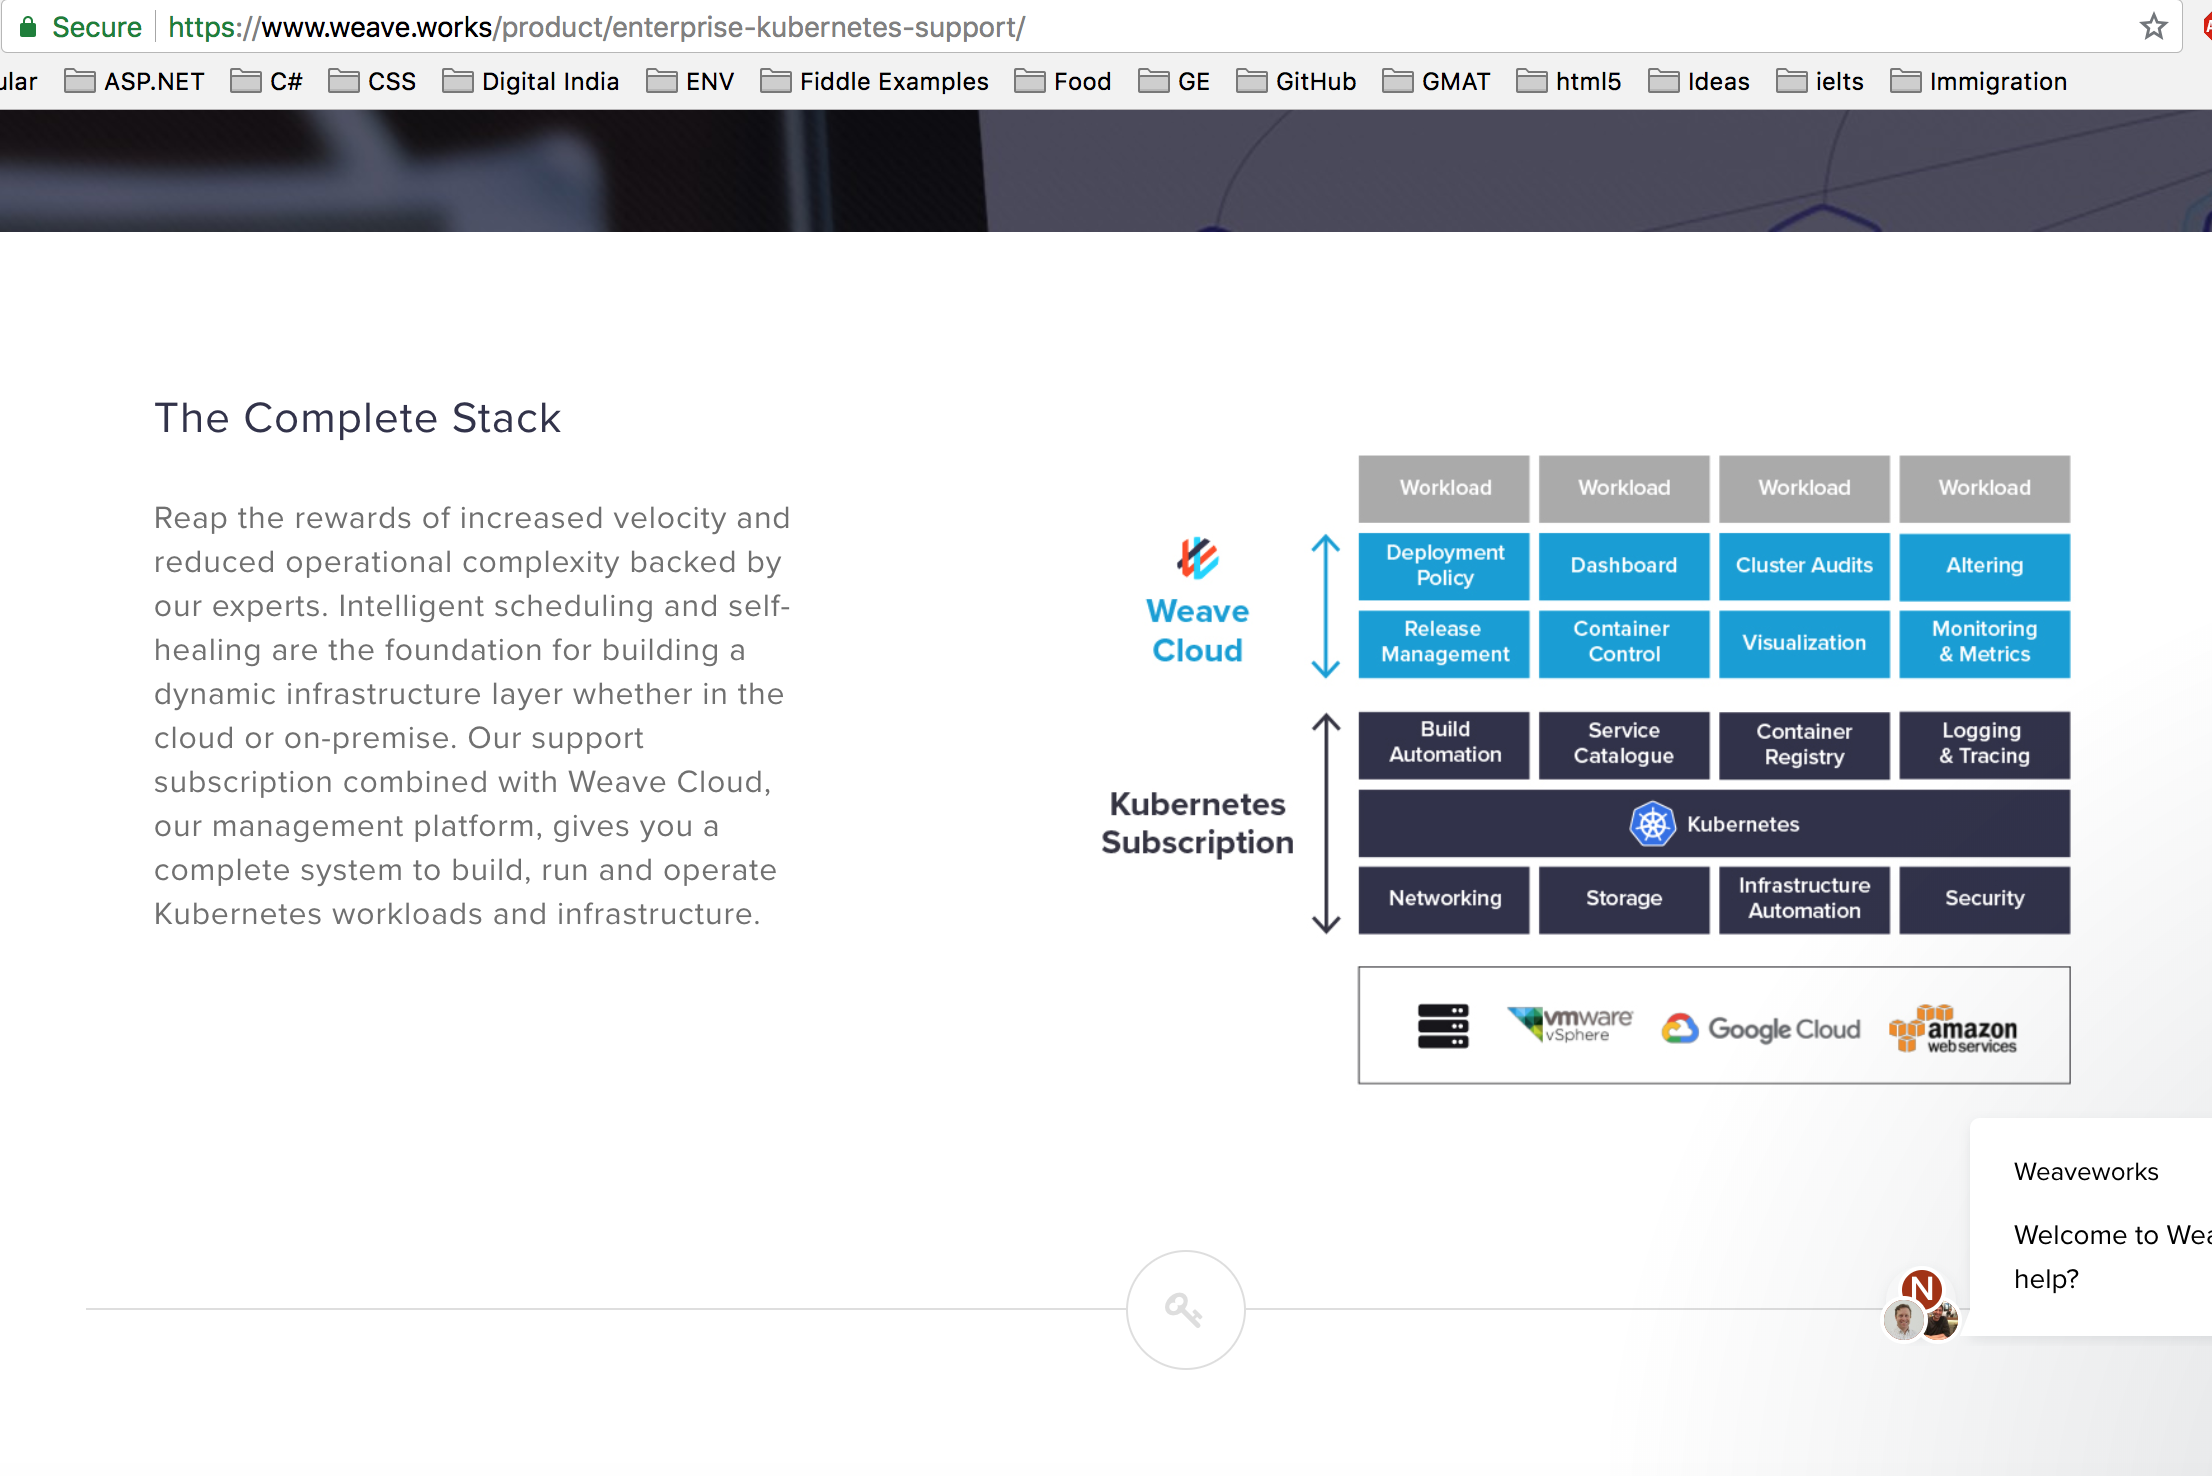 Secure https://www.weave.works/product/enterprise-kubernetes-support/
ular ASP.NET C# CSS Digital India ENV Fiddle Examples Food GE GitHub GMAT html5 Ideas ielts Immigration
The Complete Stack
Reap the rewards of increased velocity and
reduced operational complexity backed by
our experts. Intelligent scheduling and self-
healing are the foundation for building a
dynamic infrastructure layer whether in the
cloud or on-premise. Our support
subscription combined with Weave Cloud,
our management platform, gives you a
complete system to build, run and operate
Kubernetes workloads and infrastructure.
Workload Workload Workload Workload
Weave
Cloud
Deployment
Policy
Dashboard
Cluster Audits
Altering
Release
Management
Container
Control
Visualization
Monitoring
& Metrics
Kubernetes
Subscription
Build
Automation
Service
Catalogue
Container
Registry
Logging
& Tracing
Kubernetes
Networking
Storage
Infrastructure
Automation
Security
vmware
vSphere
Google Cloud
amazon
webservices
Weaveworks
Welcome to Wea
help?
N